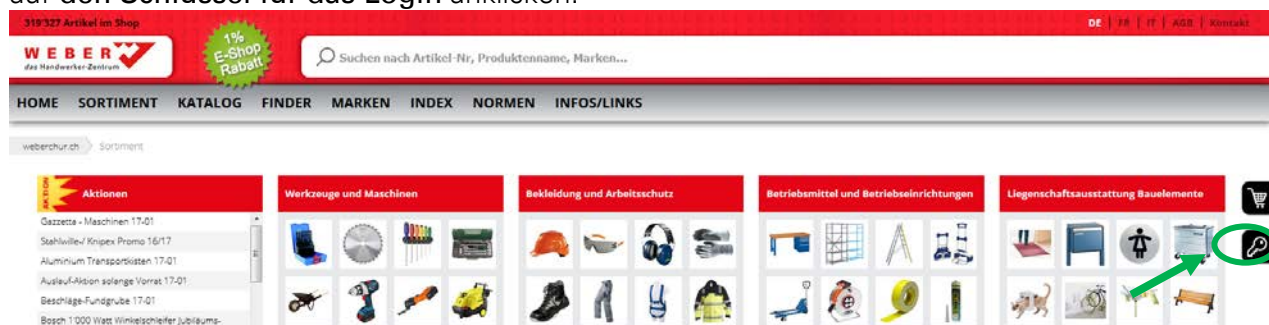 auf den Schlüssel für das Login anklicken.
319'327 Artikel im Shop
DE | FR | IT | AGB | Kontakt
WEBER
das Handwerker-Zentrum
1%
E-Shop
Rabatt
Suchen nach Artikel-Nr, Produktenname, Marken...
HOME SORTIMENT KATALOG FINDER MARKEN INDEX NORMEN INFOS/LINKS
weberchur.ch Sortiment
AKTION
Aktionen
Werkzeuge und Maschinen
Bekleidung und Arbeitsschutz
Betriebsmittel und Betriebseinrichtungen
Liegenschaftsausstattung Bauelemente
Gazzetta - Maschinen 17-01
Stahlwille-/ Knipex Promo 16/17
Aluminium Transportkisten 17-01
Auslauf-Aktion solange Vorrat 17-01
Beschläge-Fundgrube 17-01
Bosch 1'000 Watt Winkelschleifer Jubiläums-